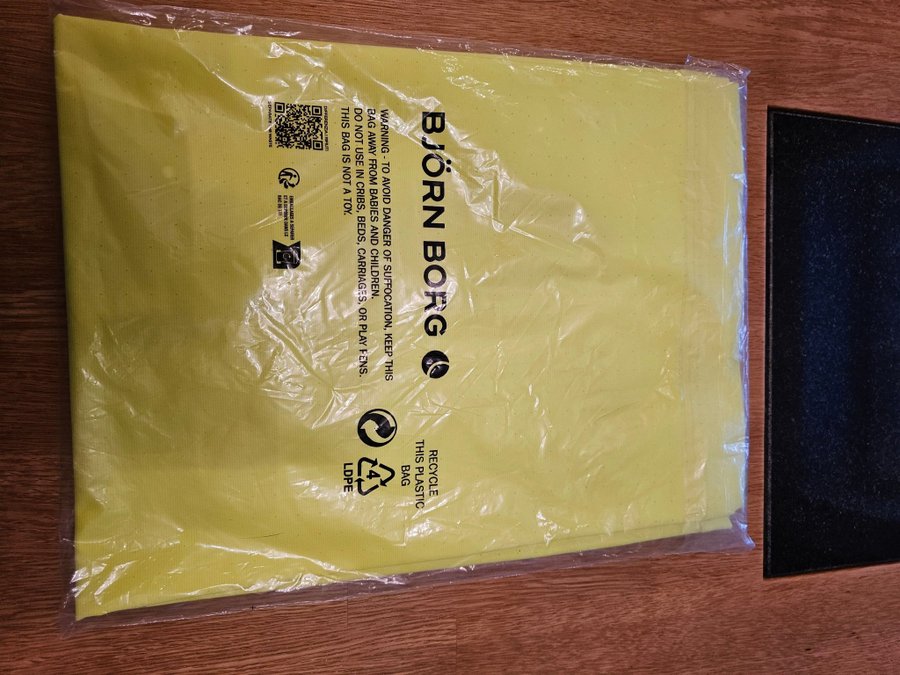 BJÖRN BORG
WARNING - TO AVOID DANGER OF SUFFOCATION, KEEP THIS
BAG AWAY FROM BABIES AND CHILDREN.
DO NOT USE IN CRIBS, BEDS, CARRIAGES, OR PLAY PENS.
THIS BAG IS NOT A TOY.
RECYCLE
THIS PLASTIC
BAG
4
LDPE